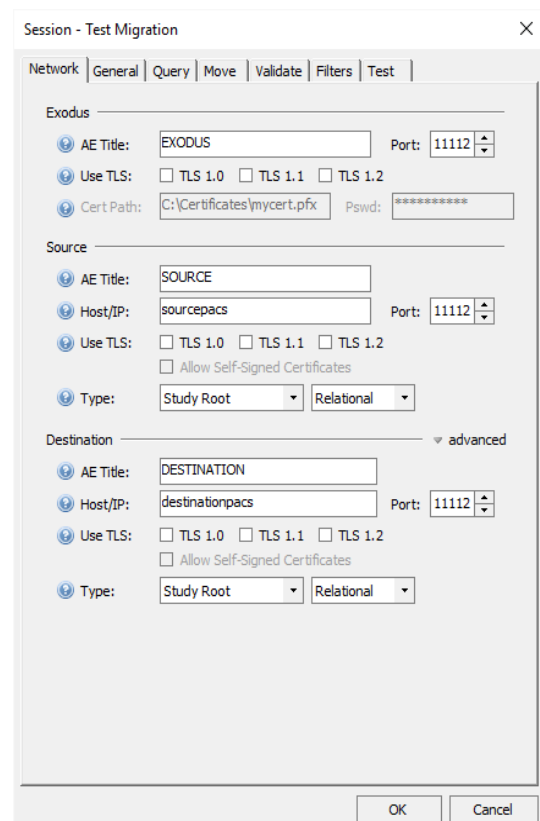 Session - Test Migration
Network General Query Move Validate Filters Test
Exodus
AE Title: EXODUS Port: 11112
Use TLS: TLS 1.0 TLS 1.1 TLS 1.2
Cert Path: C:\Certificates\mycert.pfx Pswd: **********
Source
AE Title: SOURCE
Host/IP: sourcepacs Port: 11112
Use TLS: TLS 1.0 TLS 1.1 TLS 1.2
Allow Self-Signed Certificates
Type: Study Root Relational
Destination advanced
AE Title: DESTINATION
Host/IP: destinationpacs Port: 11112
Use TLS: TLS 1.0 TLS 1.1 TLS 1.2
Allow Self-Signed Certificates
Type: Study Root Relational
OK Cancel